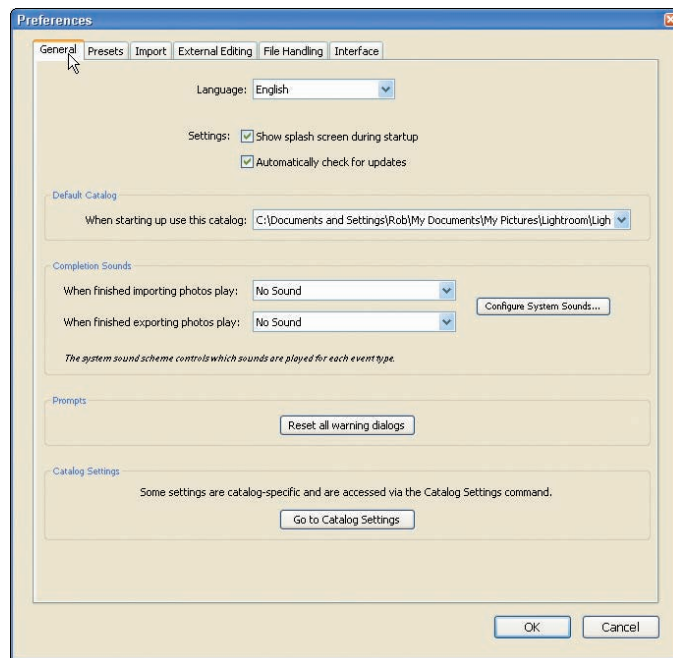 Preferences
General Presets Import External Editing File Handling Interface
Language: English
Settings: Show splash screen during startup
Automatically check for updates
Default Catalog
When starting up use this catalog: C:\Documents and Settings\Rob\My Documents\My Pictures\Lightroom\Ligh
Completion Sounds
When finished importing photos play: No Sound
Configure System Sounds...
When finished exporting photos play: No Sound
The system sound scheme controls which sounds are played for each event type.
Prompts
Reset all warning dialogs
Catalog Settings
Some settings are catalog-specific and are accessed via the Catalog Settings command.
Go to Catalog Settings
OK Cancel